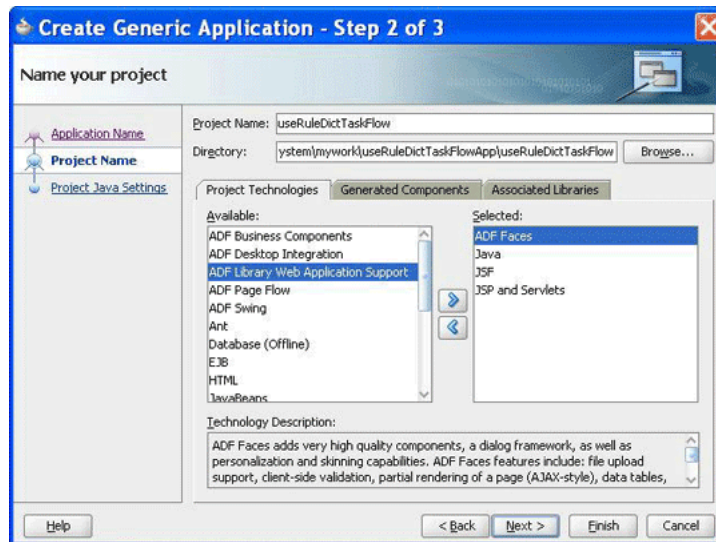 Create Generic Application - Step 2 of 3
Name your project
Application Name
Project Name
Project Java Settings
Project Name: useRuleDictTaskFlow
Directory: ystem\mywork\useRuleDictTaskFlowApp\useRuleDictTaskFlow Browse...
Project Technologies Generated Components Associated Libraries
Available:
ADF Business Components
ADF Desktop Integration
ADF Library Web Application Support
ADF Page Flow
ADF Swing
Ant
Database (Offline)
EJB
HTML
JavaBeans
Selected:
ADF Faces
Java
JSF
JSP and Servlets
Technology Description:
ADF Faces adds very high quality components, a dialog framework, as well as
personalization and skinning capabilities. ADF Faces features include: file upload
support, client-side validation, partial rendering of a page (AJAX-style), data tables,
Help < Back Next > Finish Cancel